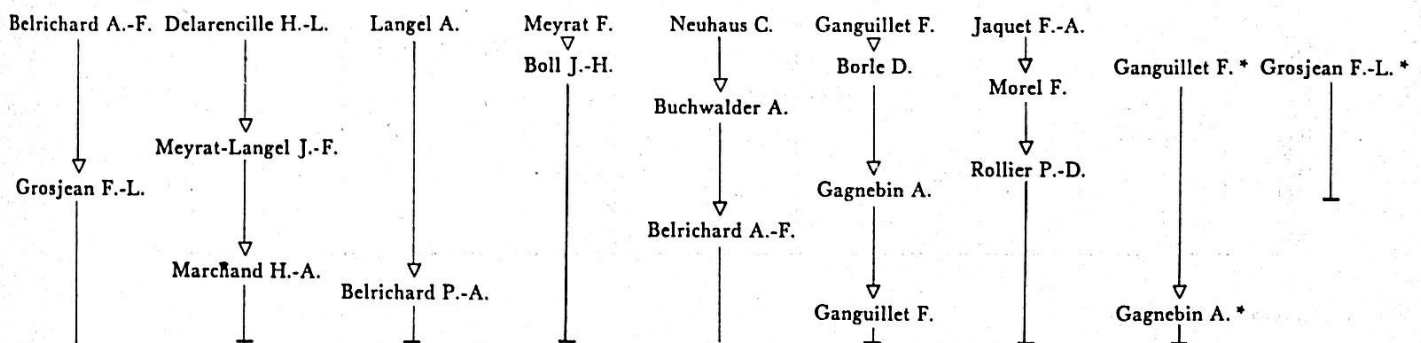 Belrichard A.-F. Delarencille H.-L. Langel A. Meyrat F. Neuhaus C. Ganguillet F. Jaquet F.-A.
Boll J.-H. Borle D. Ganguillet F. * Grosjean F.-L. *
Morel F.
Buchwalder A.
Meyrat-Langel J.-F.
Rollier P.-D.
Grosjean F.-L. Gagnebin A.
Belrichard A.-F.
Marchand H.-A.
Belrichard P.-A.
Ganguillet F. Gagnebin A. *